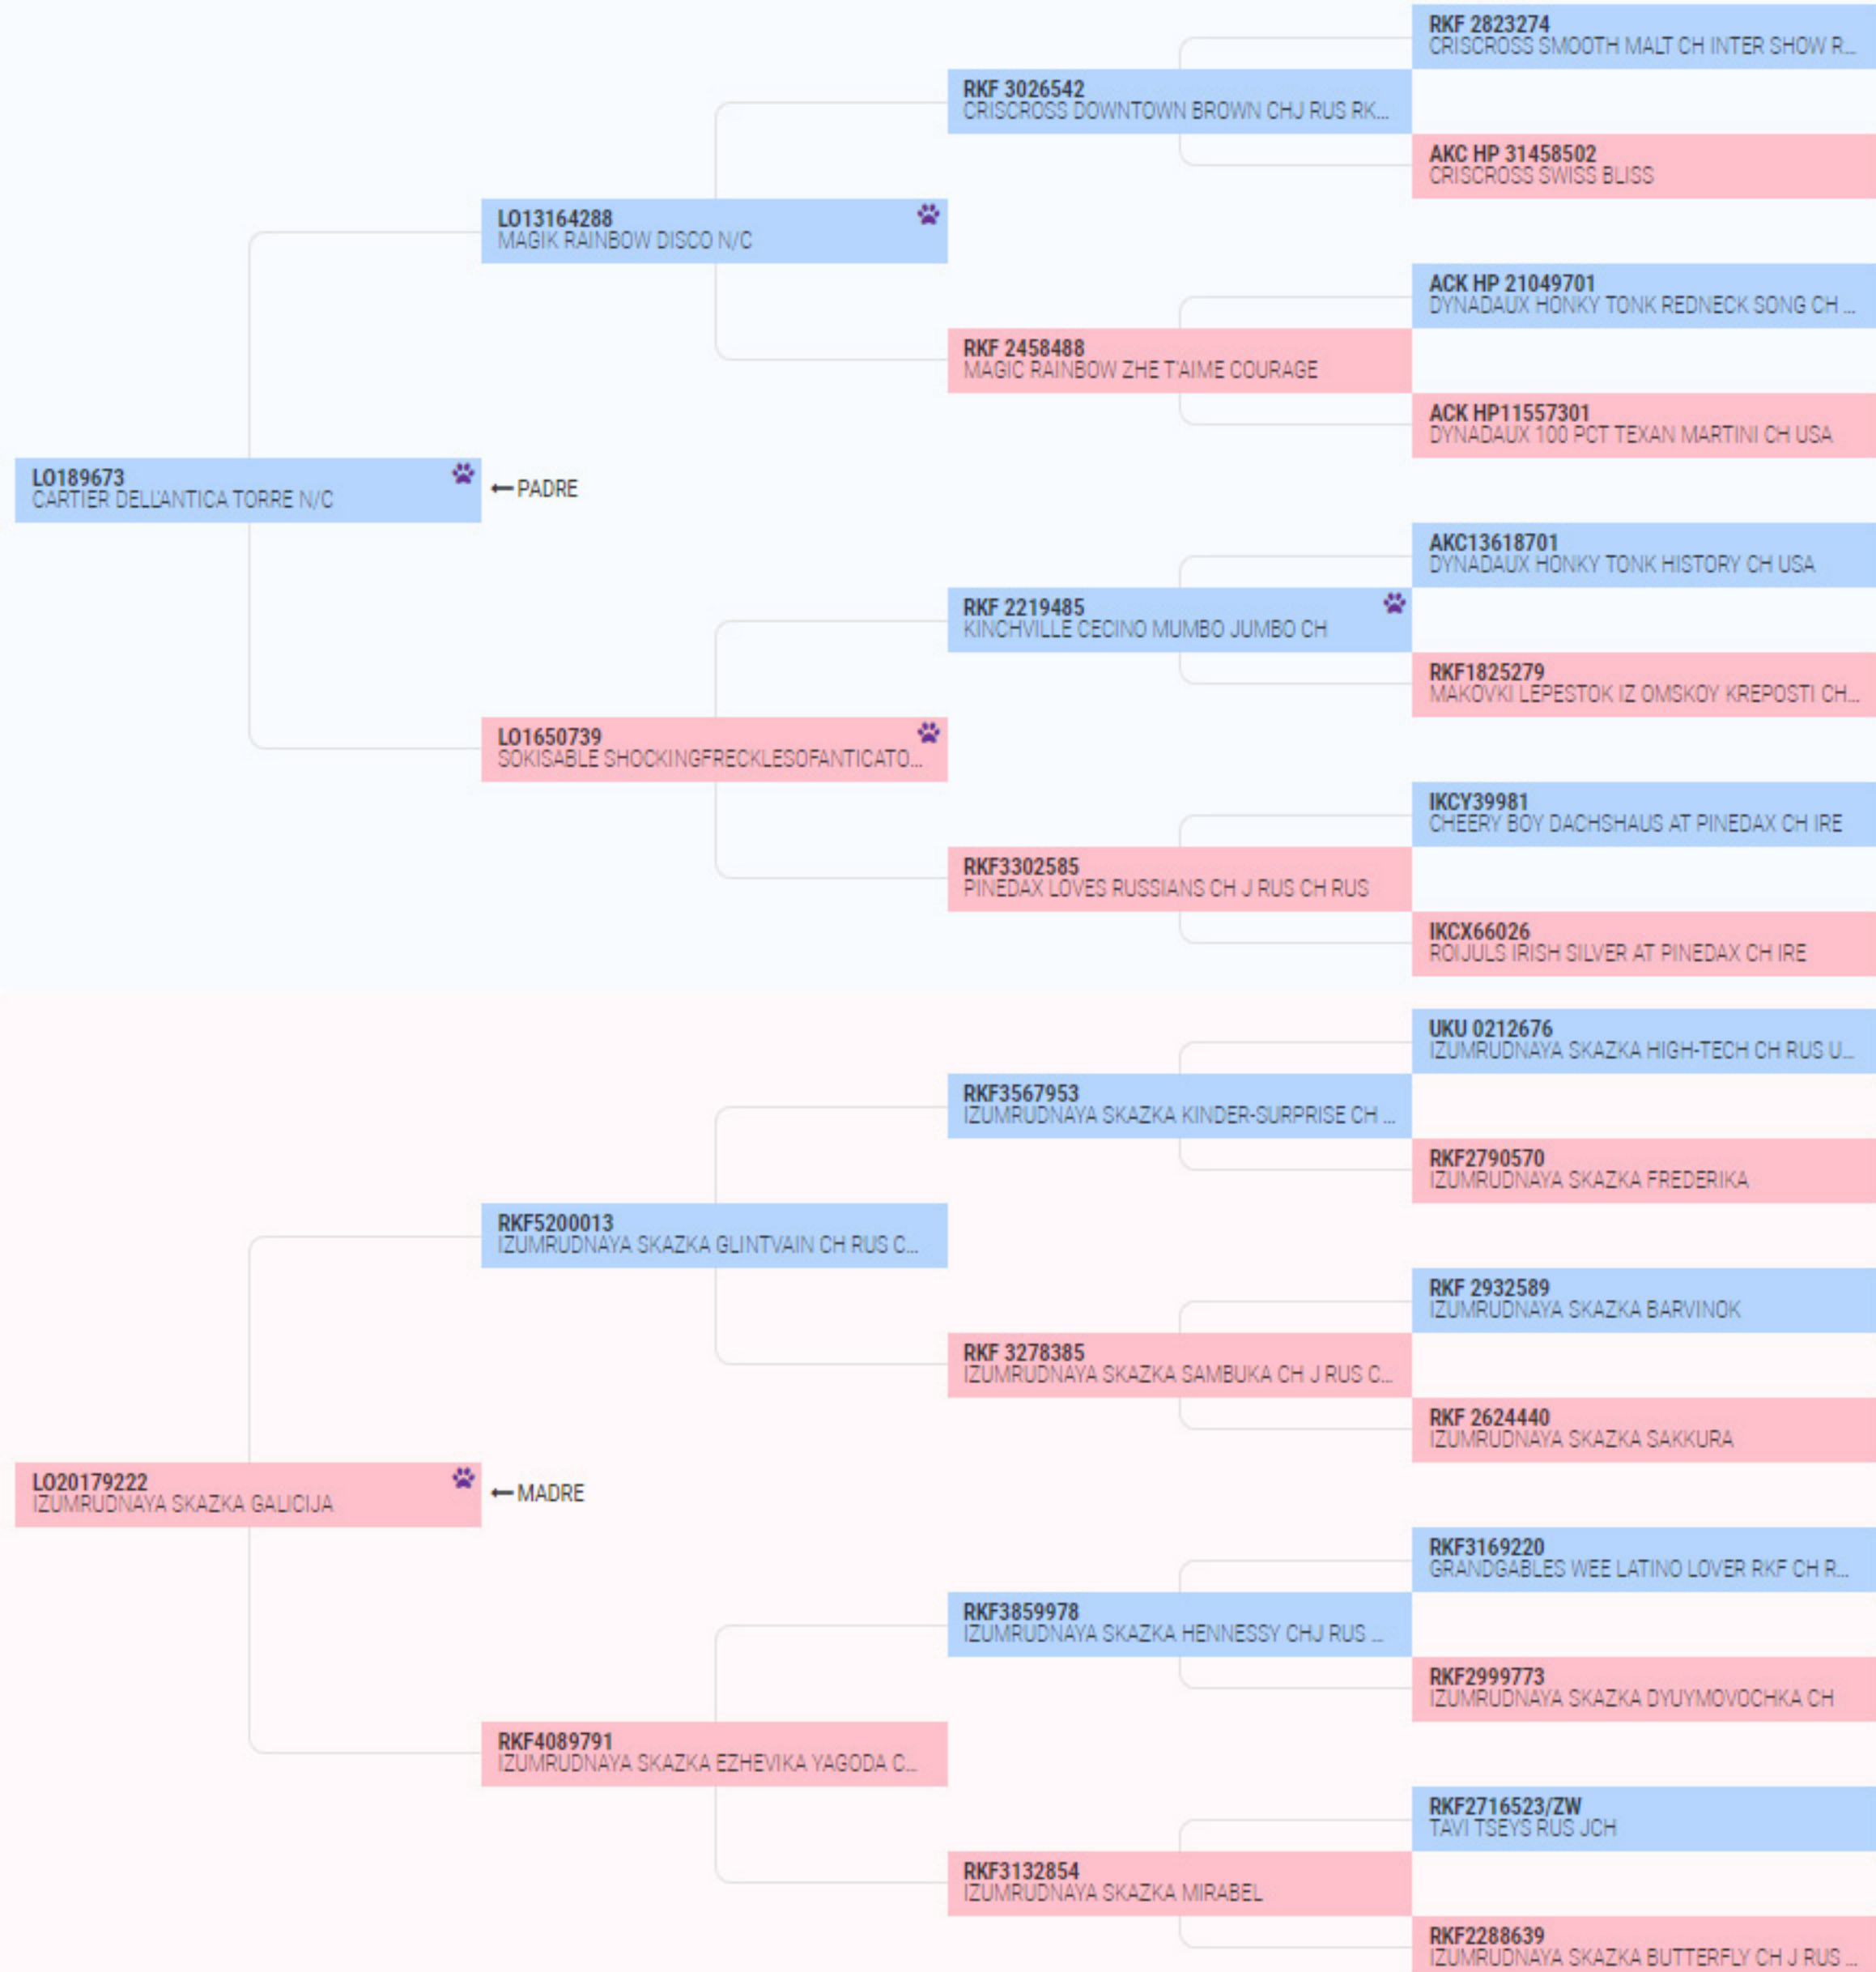 RKF 2823274
CRISCROSS SMOOTH MALT CH INTER SHOW R...
RKF 3026542
CRISCROSS DOWNTOWN BROWN CHJ RUS RK...
AKC HP 31458502
CRISCROSS SWISS BLISS
LO13164288
MAGIK RAINBOW DISCO N/C
ACK HP 21049701
DYNADAUX HONKY TONK REDNECK SONG CH ...
RKF 2458488
MAGIC RAINBOW ZHE T'AIME COURAGE
ACK HP11557301
DYNADAUX 100 PCT TEXAN MARTINI CH USA
LO189673
CARTIER DELL'ANTICA TORRE N/C
←PADRE
AKC13618701
DYNADAUX HONKY TONK HISTORY CH USA
RKF 2219485
KINCHVILLE CECINO MUMBO JUMBO CH
RKF1825279
MAKOVKI LEPESTOK IZ OMSKOY KREPOSTI CH...
LO1650739
SOKISABLE SHOCKINGFRECKLESOFANTICATO...
IKCY39981
CHEERY BOY DACHSHAUS AT PINEDAX CH IRE
RKF3302585
PINEDAX LOVES RUSSIANS CH J RUS CH RUS
IKCX66026
ROIJULS IRISH SILVER AT PINEDAX CH IRE
UKU 0212676
IZUMRUDNAYA SKAZKA HIGH-TECH CH RUS U...
RKF3567953
IZUMRUDNAYA SKAZKA KINDER-SURPRISE CH ...
RKF2790570
IZUMRUDNAYA SKAZKA FREDERIKA
RKF5200013
IZUMRUDNAYA SKAZKA GLINTVAIN CH RUS C...
RKF 2932589
IZUMRUDNAYA SKAZKA BARVINOK
RKF 3278385
IZUMRUDNAYA SKAZKA SAMBUKA CH J RUS C...
RKF 2624440
IZUMRUDNAYA SKAZKA SAKKURA
LO20179222
IZUMRUDNAYA SKAZKA GALICIJA
←MADRE
RKF3169220
GRANDGABLES WEE LATINO LOVER RKF CH R...
RKF3859978
IZUMRUDNAYA SKAZKA HENNESSY CHJ RUS ...
RKF2999773
IZUMRUDNAYA SKAZKA DYUYMOVOCHKA CH
RKF4089791
IZUMRUDNAYA SKAZKA EZHEVIKA YAGODA C...
RKF2716523/ZW
TAVI TSEYS RUS JCH
RKF3132854
IZUMRUDNAYA SKAZKA MIRABEL
RKF2288639
IZUMRUDNAYA SKAZKA BUTTERFLY CH J RUS ...